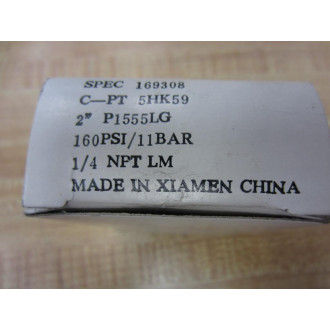 SPEC 169308
C—PT 5HK59
2" P1555LG
160PSI/11BAR
1/4 NPT LM
MADE IN XIAMEN CHINA